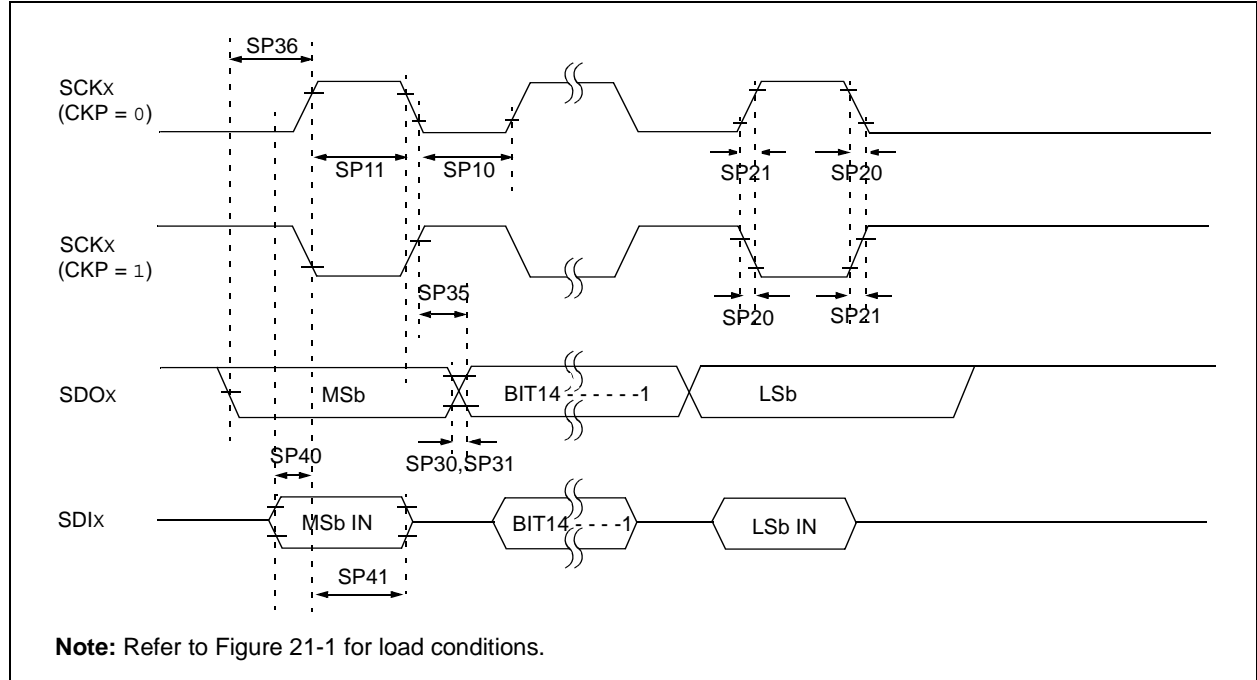 SP36
SCKx
(CKP = 0)
SP11
SP10
SP21
SP20
SCKx
(CKP = 1)
SP35
SP20
SP21
SDOx
MSb
BIT14 - - - - - -1
LSb
SP40
SP30,SP31
SDIx
MSb IN
BIT14 - - - -1
LSb IN
SP41
Note: Refer to Figure 21-1 for load conditions.